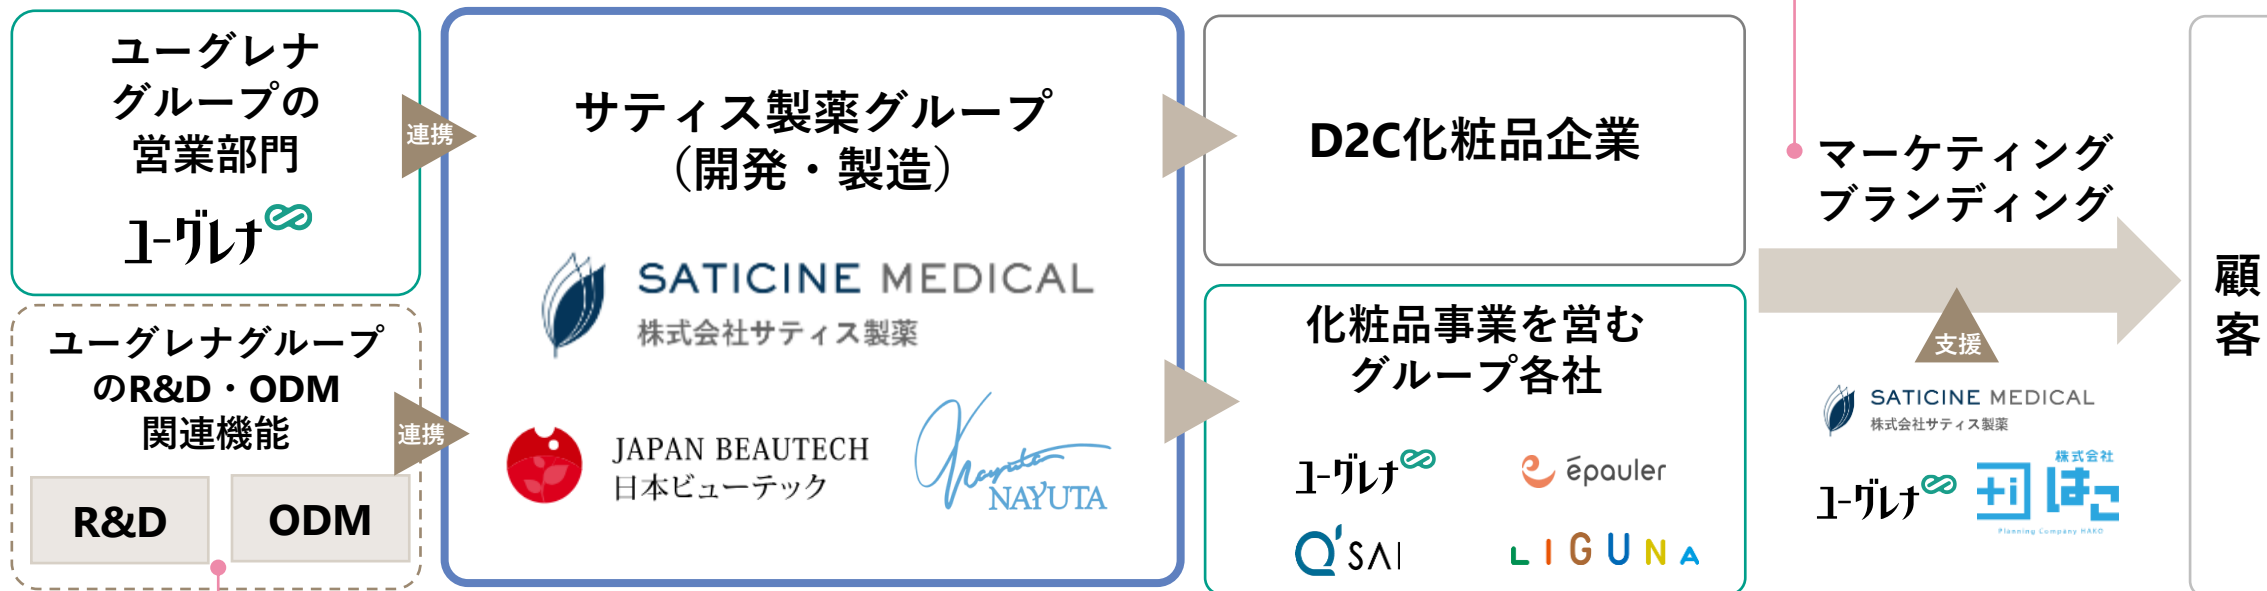 ユーグレナ
グループの
営業部門
ユーグレナ
連携
ユーグレナグループ
のR&D・ODM
関連機能
R&D
ODM
連携
サティス製薬グループ
（開発・製造）
SATICINE MEDICAL
株式会社サティス製薬
JAPAN BEAUTECH
日本ビューテック
Nayuta
NAYUTA
D2C化粧品企業
化粧品事業を営む
グループ各社
ユーグレナ
épauler
Q'SAI
LIGUNA
マーケティング
ブランディング
支援
SATICINE MEDICAL
株式会社サティス製薬
ユーグレナ
株式会社
はこ
Planning Company HAKO
顧
客